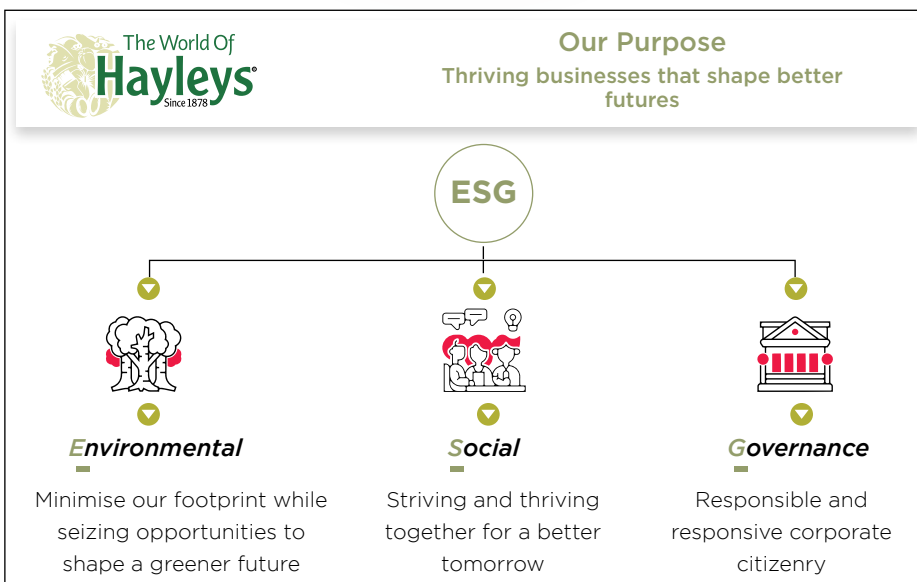 The World Of
Hayleys®
Since 1878
Our Purpose
Thriving businesses that shape better
futures
ESG
Environmental
Minimise our footprint while
seizing opportunities to
shape a greener future
Social
Striving and thriving
together for a better
tomorrow
Governance
Responsible and
responsive corporate
citizenry